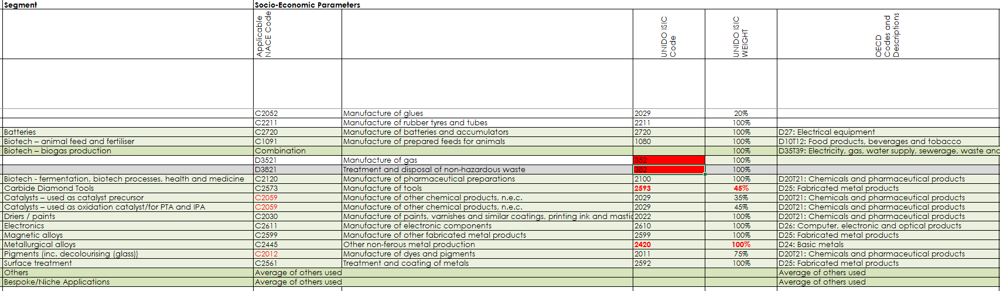 Segment Socio-Economic Parameters
Applicable NACE Code UNIDO ISIC Code UNIDO ISIC WEIGHT OECD Codes and Descriptions
C2052 Manufacture of glues 2029 20%
C2211 Manufacture of rubber tyres and tubes 2211 100%
Batteries C2720 Manufacture of batteries and accumulators 2720 100% D27: Electrical equipment
Biotech – animal feed and fertiliser C1091 Manufacture of prepared feeds for animals 1080 100% D10T12: Food products, beverages and tobacco
Biotech – biogas production Combination 100% D35T39: Electricity, gas, water supply, sewerage, waste and
D3521 Manufacture of gas 352 100%
D3821 Treatment and disposal of non-hazardous waste 382 100%
Biotech - fermentation, biotech processes, health and medicine C2120 Manufacture of pharmaceutical preparations 2100 100% D20T21: Chemicals and pharmaceutical products
Carbide Diamond Tools C2573 Manufacture of tools 2593 45% D25: Fabricated metal products
Catalysts – used as catalyst precursor C2059 Manufacture of other chemical products, n.e.c. 2029 35% D20T21: Chemicals and pharmaceutical products
Catalysts – used as oxidation catalyst/for PTA and IPA C2059 Manufacture of other chemical products, n.e.c. 2029 45% D20T21: Chemicals and pharmaceutical products
Driers / paints C2030 Manufacture of paints, varnishes and similar coatings, printing ink and mastic 2022 100% D20T21: Chemicals and pharmaceutical products
Electronics C2611 Manufacture of electronic components 2610 100% D26: Computer, electronic and optical products
Magnetic alloys C2599 Manufacture of other fabricated metal products 2599 100% D25: Fabricated metal products
Metallurgical alloys C2445 Other non-ferous metal production 2420 100% D24: Basic metals
Pigments (inc. decolourising (glass)) C2012 Manufacture of dyes and pigments 2011 75% D20T21: Chemicals and pharmaceutical products
Surface treatment C2561 Treatment and coating of metals 2592 100% D25: Fabricated metal products
Others Average of others used Average of others used
Bespoke/Niche Applications Average of others used Average of others used